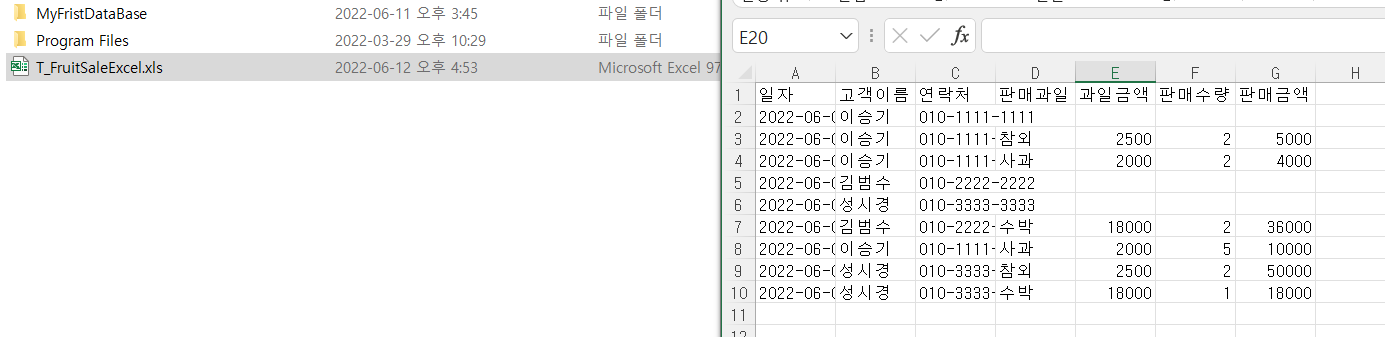 MyFristDataBase 2022-06-11 오후 3:45 파일 폴더
Program Files 2022-03-29 오후 10:29 파일 폴더
T_FruitSaleExcel.xls 2022-06-12 오후 4:53 Microsoft Excel 97
E20 fx
A B C D E F G H
1 일자 고객이름 연락처 판매과일 과일금액 판매수량 판매금액
2 2022-06-0 이승기 010-1111-1111
3 2022-06-0 이승기 010-1111- 참외 2500 2 5000
4 2022-06-0 이승기 010-1111- 사과 2000 2 4000
5 2022-06-0 김범수 010-2222-2222
6 2022-06-0 성시경 010-3333-3333
7 2022-06-0 김범수 010-2222- 수박 18000 2 36000
8 2022-06-0 이승기 010-1111- 사과 2000 5 10000
9 2022-06-0 성시경 010-3333- 참외 2500 2 50000
10 2022-06-0 성시경 010-3333- 수박 18000 1 18000
11